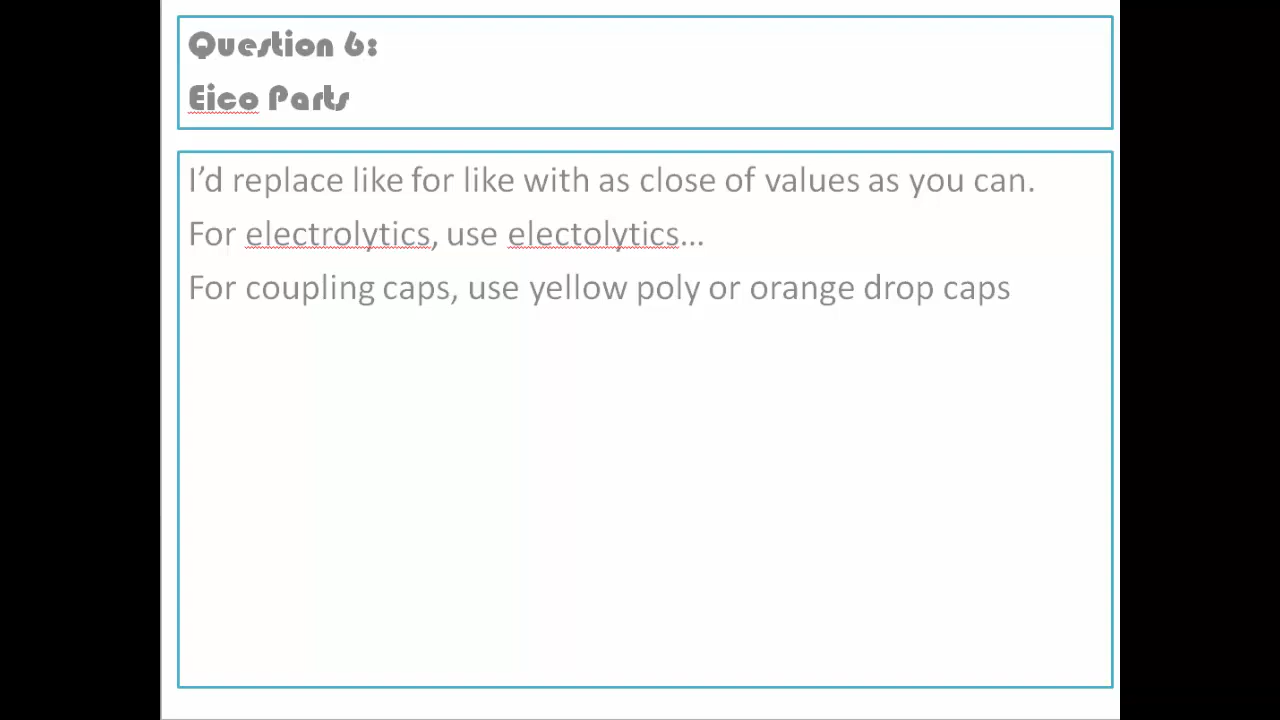 Question 6:
Eico Parts
I'd replace like for like with as close of values as you can.
For electrolytics, use electolytics...
For coupling caps, use yellow poly or orange drop caps